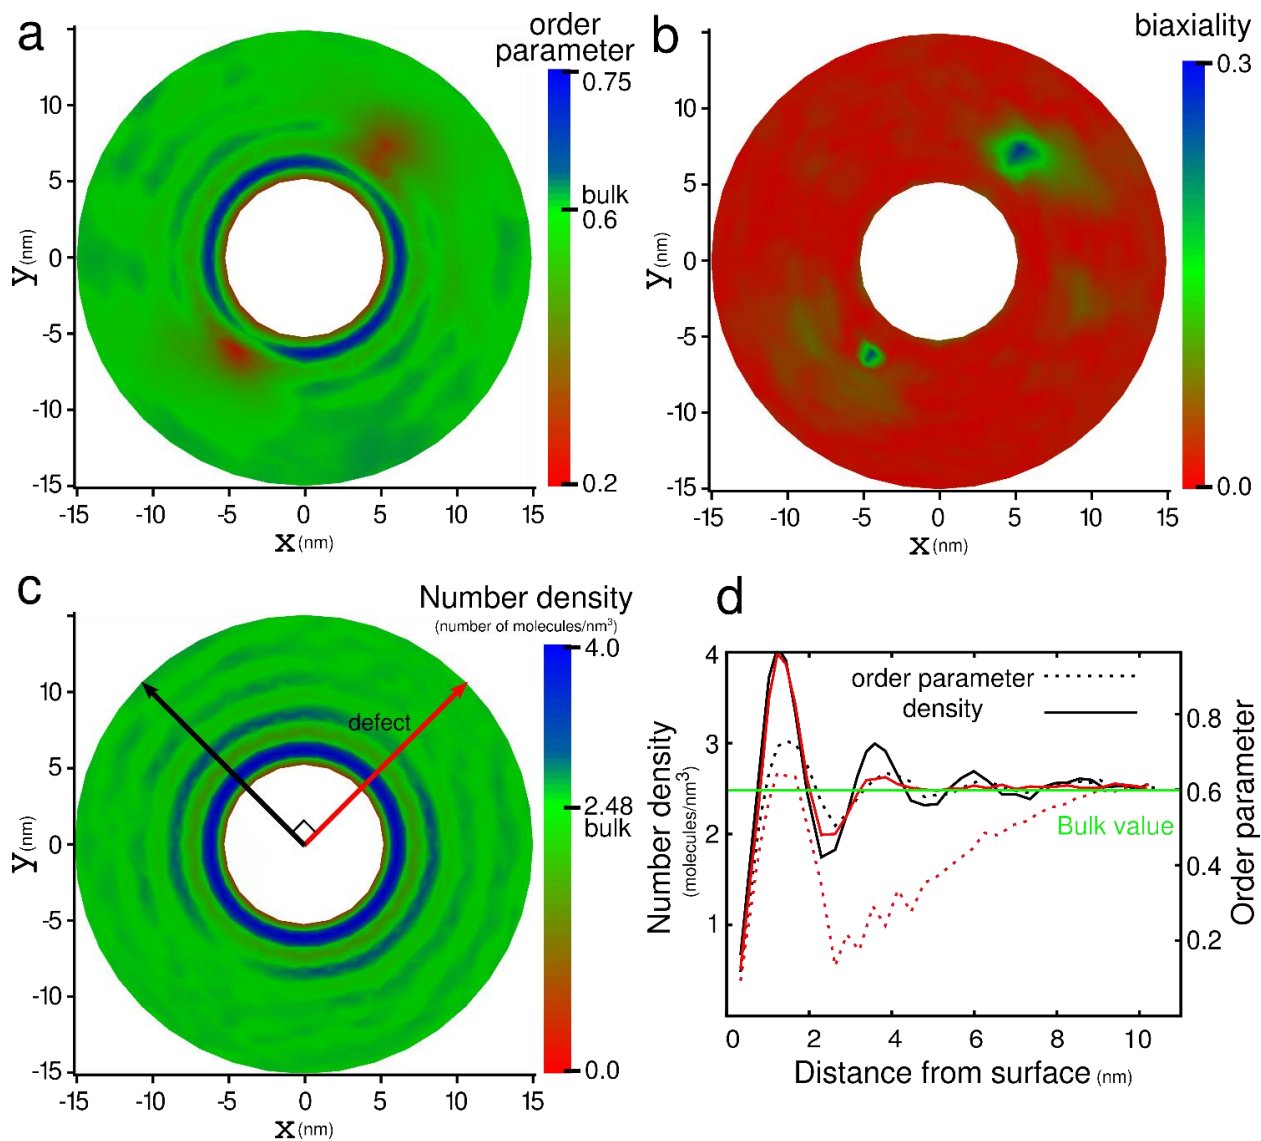 a
order
parameter
0.75
bulk
0.6
0.2
10
5
0
-5
-10
-15
y(nm)
-15 -10 -5 0 5 10 15
x(nm)
b
biaxiality
0.3
0.0
10
5
0
-5
-10
-15
y(nm)
-15 -10 -5 0 5 10 15
x(nm)
c
Number density
(number of molecules/nm³)
4.0
2.48
bulk
0.0
defect
10
5
0
-5
-10
-15
y(nm)
-15 -10 -5 0 5 10 15
x(nm)
d
order parameter
density
Bulk value
4
3
2
1
Number density
(molecules/nm³)
0.8
0.6
0.4
0.2
Order parameter
0 2 4 6 8 10
Distance from surface (nm)